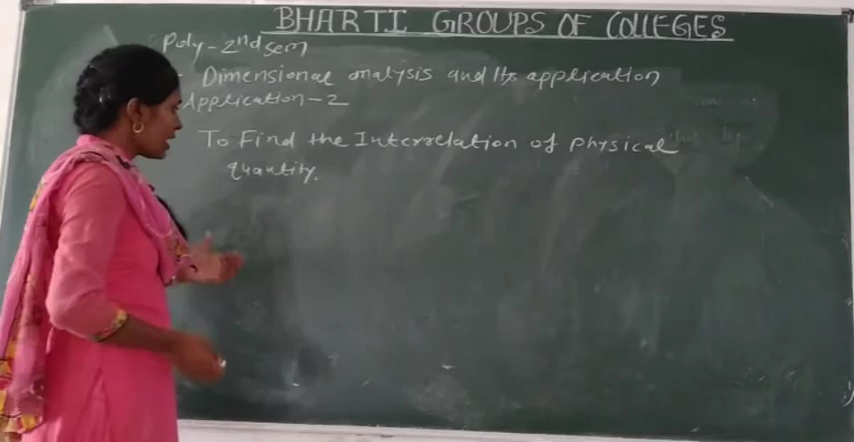 BHARTI GROUPS OF COLLEGES
Poly-2nd sem
Dimensional analysis and Its application
Application-2
To Find the Interrelation of Physical
quantity.